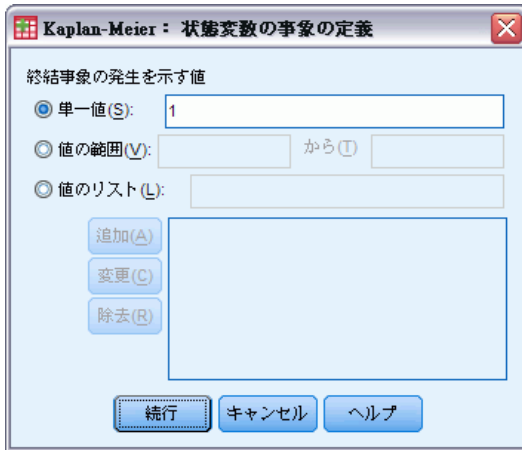 Kaplan-Meier： 状態変数の事象の定義
終結事象の発生を示す値
単一値(S): 1
値の範囲(V): から(T)
値のリスト(L):
追加(A)
変更(C)
除去(R)
続行 キャンセル ヘルプ